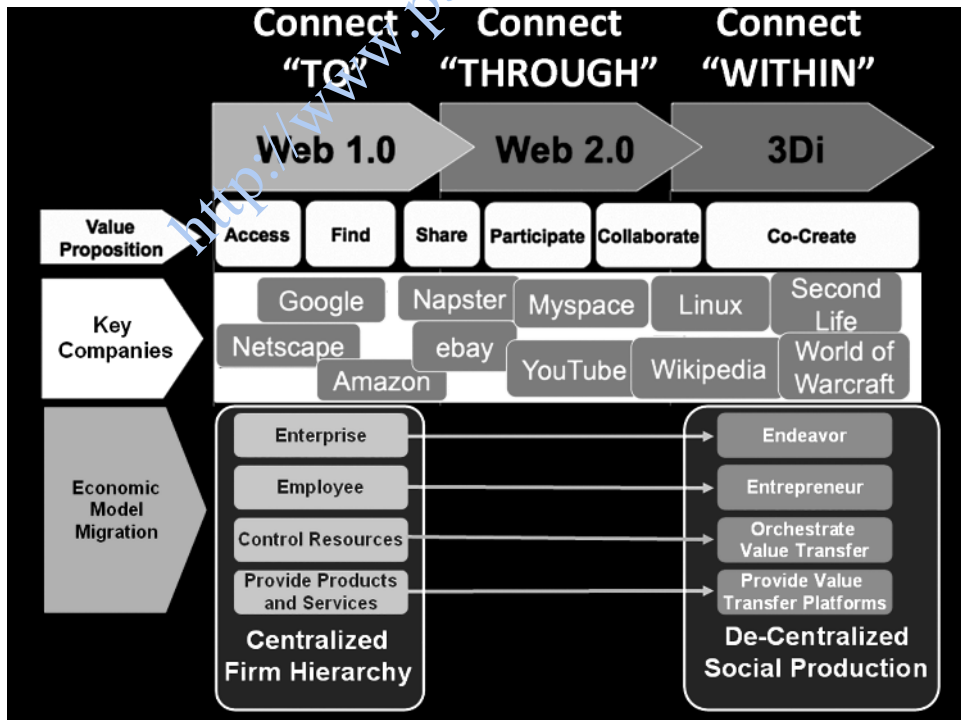 Connect
"TO"
Connect
"THROUGH"
Connect
"WITHIN"
Web 1.0
Web 2.0
3Di
Value
Proposition
Access
Find
Share
Participate
Collaborate
Co-Create
Key
Companies
Google
Netscape
Amazon
Napster
ebay
Myspace
YouTube
Linux
Wikipedia
Second
Life
World of
Warcraft
Economic
Model
Migration
Enterprise
Endeavor
Employee
Entrepreneur
Control Resources
Orchestrate
Value Transfer
Provide Products
and Services
Provide Value
Transfer Platforms
Centralized
Firm Hierarchy
De-Centralized
Social Production